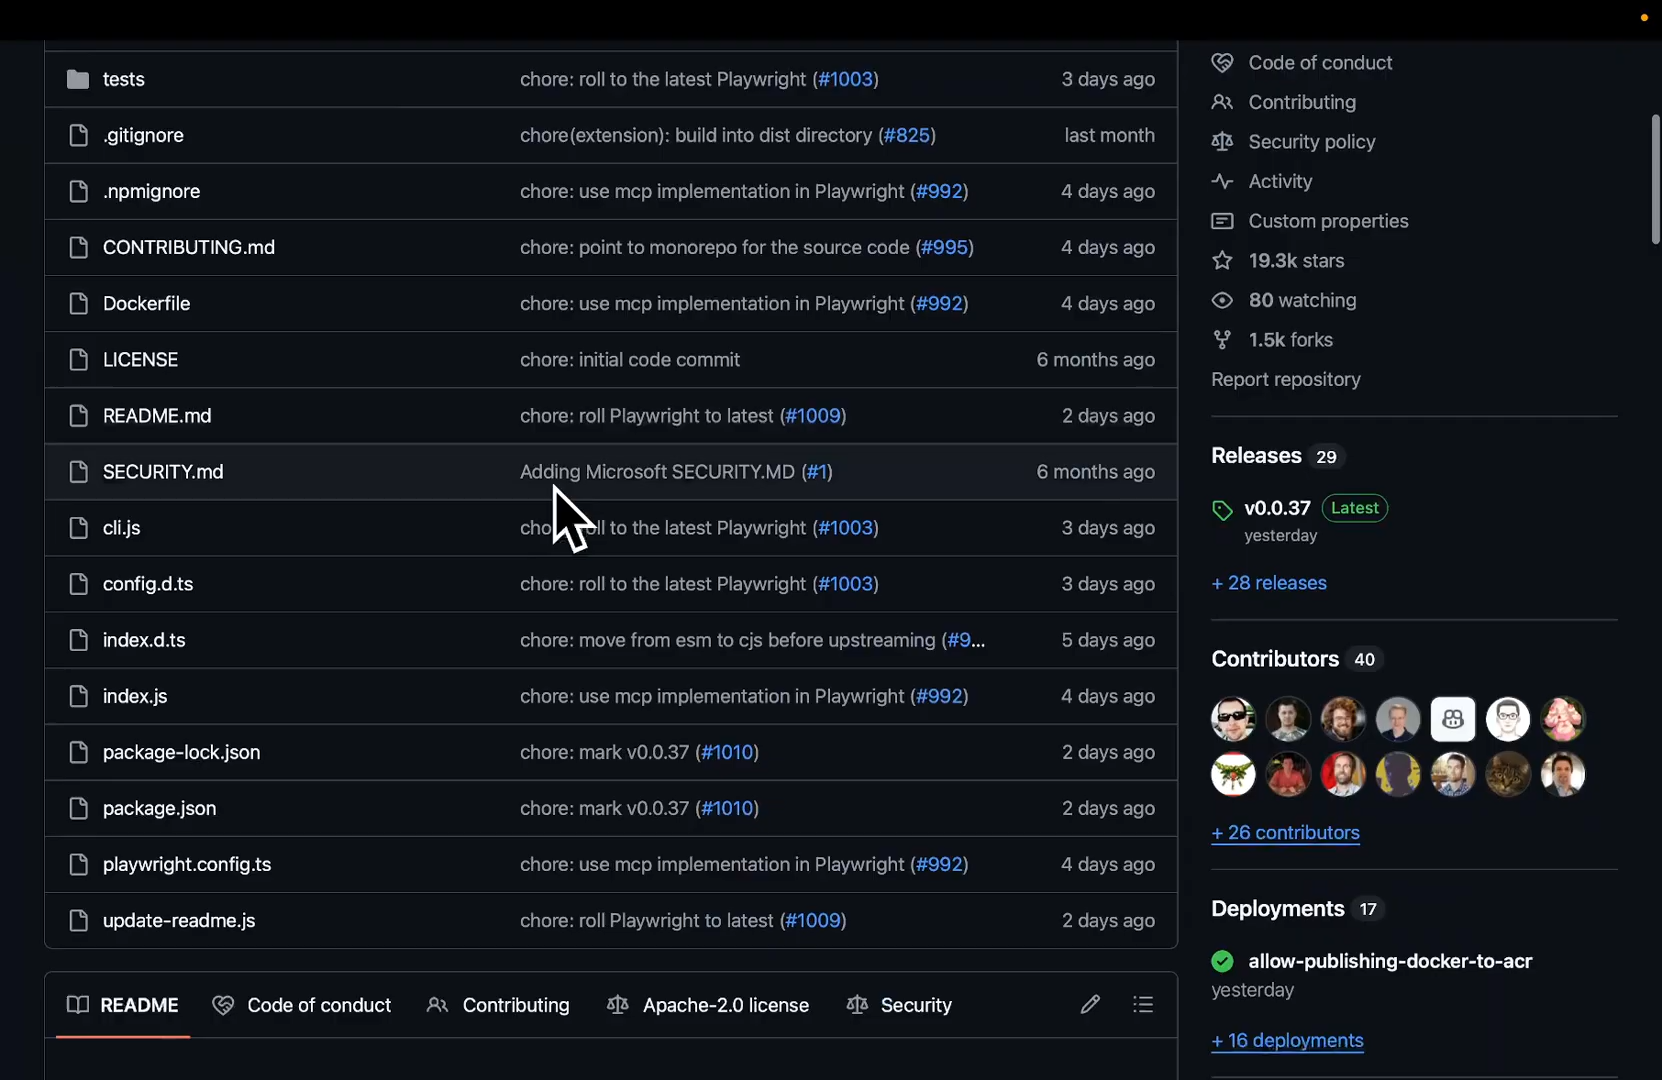 tests chore: roll to the latest Playwright (#1003) 3 days ago
.gitignore chore(extension): build into dist directory (#825) last month
.npmignore chore: use mcp implementation in Playwright (#992) 4 days ago
CONTRIBUTING.md chore: point to monorepo for the source code (#995) 4 days ago
Dockerfile chore: use mcp implementation in Playwright (#992) 4 days ago
LICENSE chore: initial code commit 6 months ago
README.md chore: roll Playwright to latest (#1009) 2 days ago
SECURITY.md Adding Microsoft SECURITY.MD (#1) 6 months ago
cli.js cho ll to the latest Playwright (#1003) 3 days ago
config.d.ts chore: roll to the latest Playwright (#1003) 3 days ago
index.d.ts chore: move from esm to cjs before upstreaming (#9... 5 days ago
index.js chore: use mcp implementation in Playwright (#992) 4 days ago
package-lock.json chore: mark v0.0.37 (#1010) 2 days ago
package.json chore: mark v0.0.37 (#1010) 2 days ago
playwright.config.ts chore: use mcp implementation in Playwright (#992) 4 days ago
update-readme.js chore: roll Playwright to latest (#1009) 2 days ago
README Code of conduct Contributing Apache-2.0 license Security
Code of conduct
Contributing
Security policy
Activity
Custom properties
19.3k stars
80 watching
1.5k forks
Report repository
Releases 29
v0.0.37 Latest
yesterday
+ 28 releases
Contributors 40
+ 26 contributors
Deployments 17
allow-publishing-docker-to-acr
yesterday
+ 16 deployments